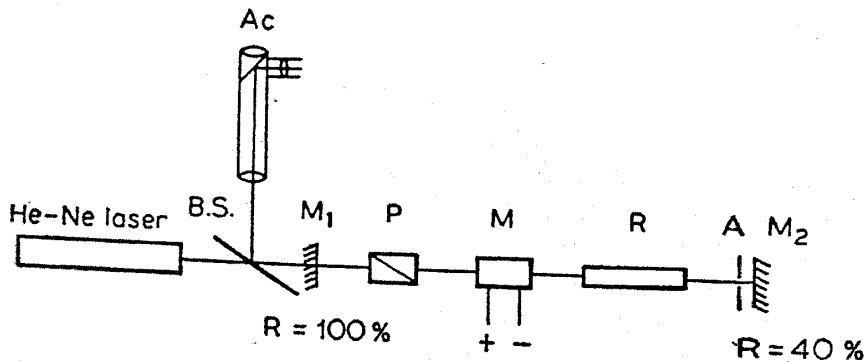 Ac
He-Ne laser
B.S.
M1
P
M
R
A
M2
+ -
R = 100 %
R = 40 %